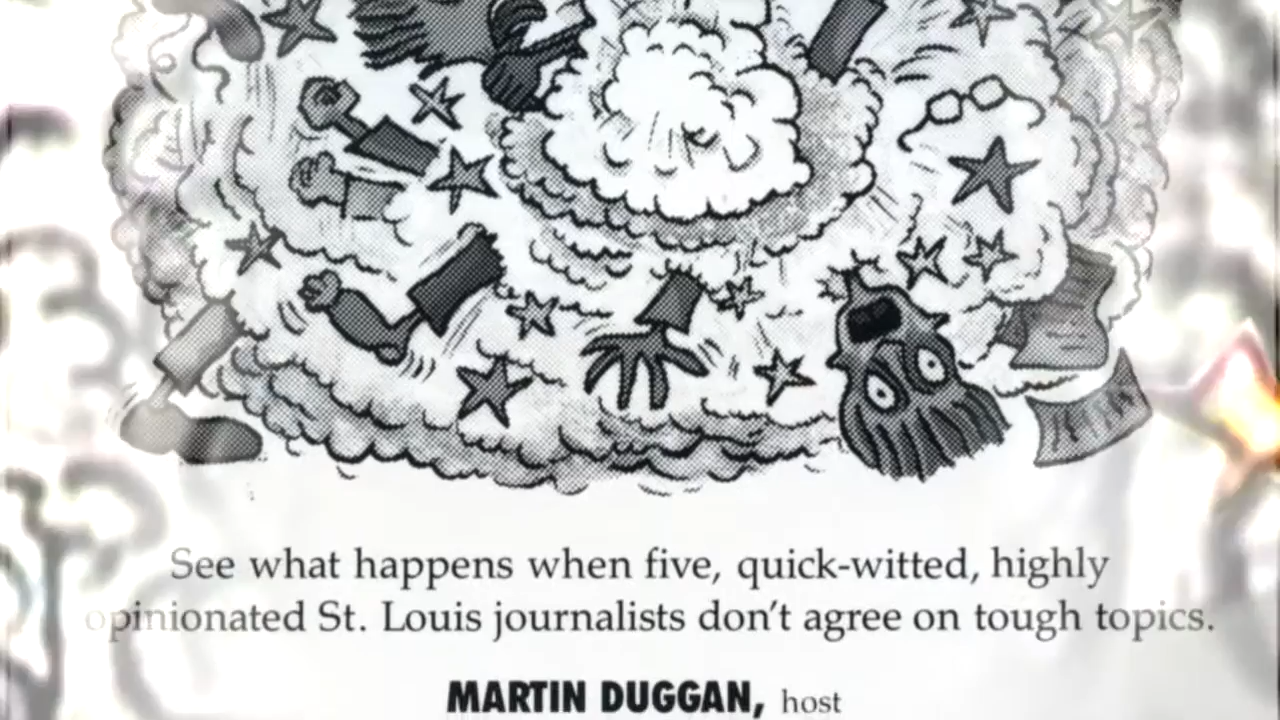 See what happens when five, quick-witted, highly
opinionated St. Louis journalists don't agree on tough topics.
MARTIN DUGGAN, host